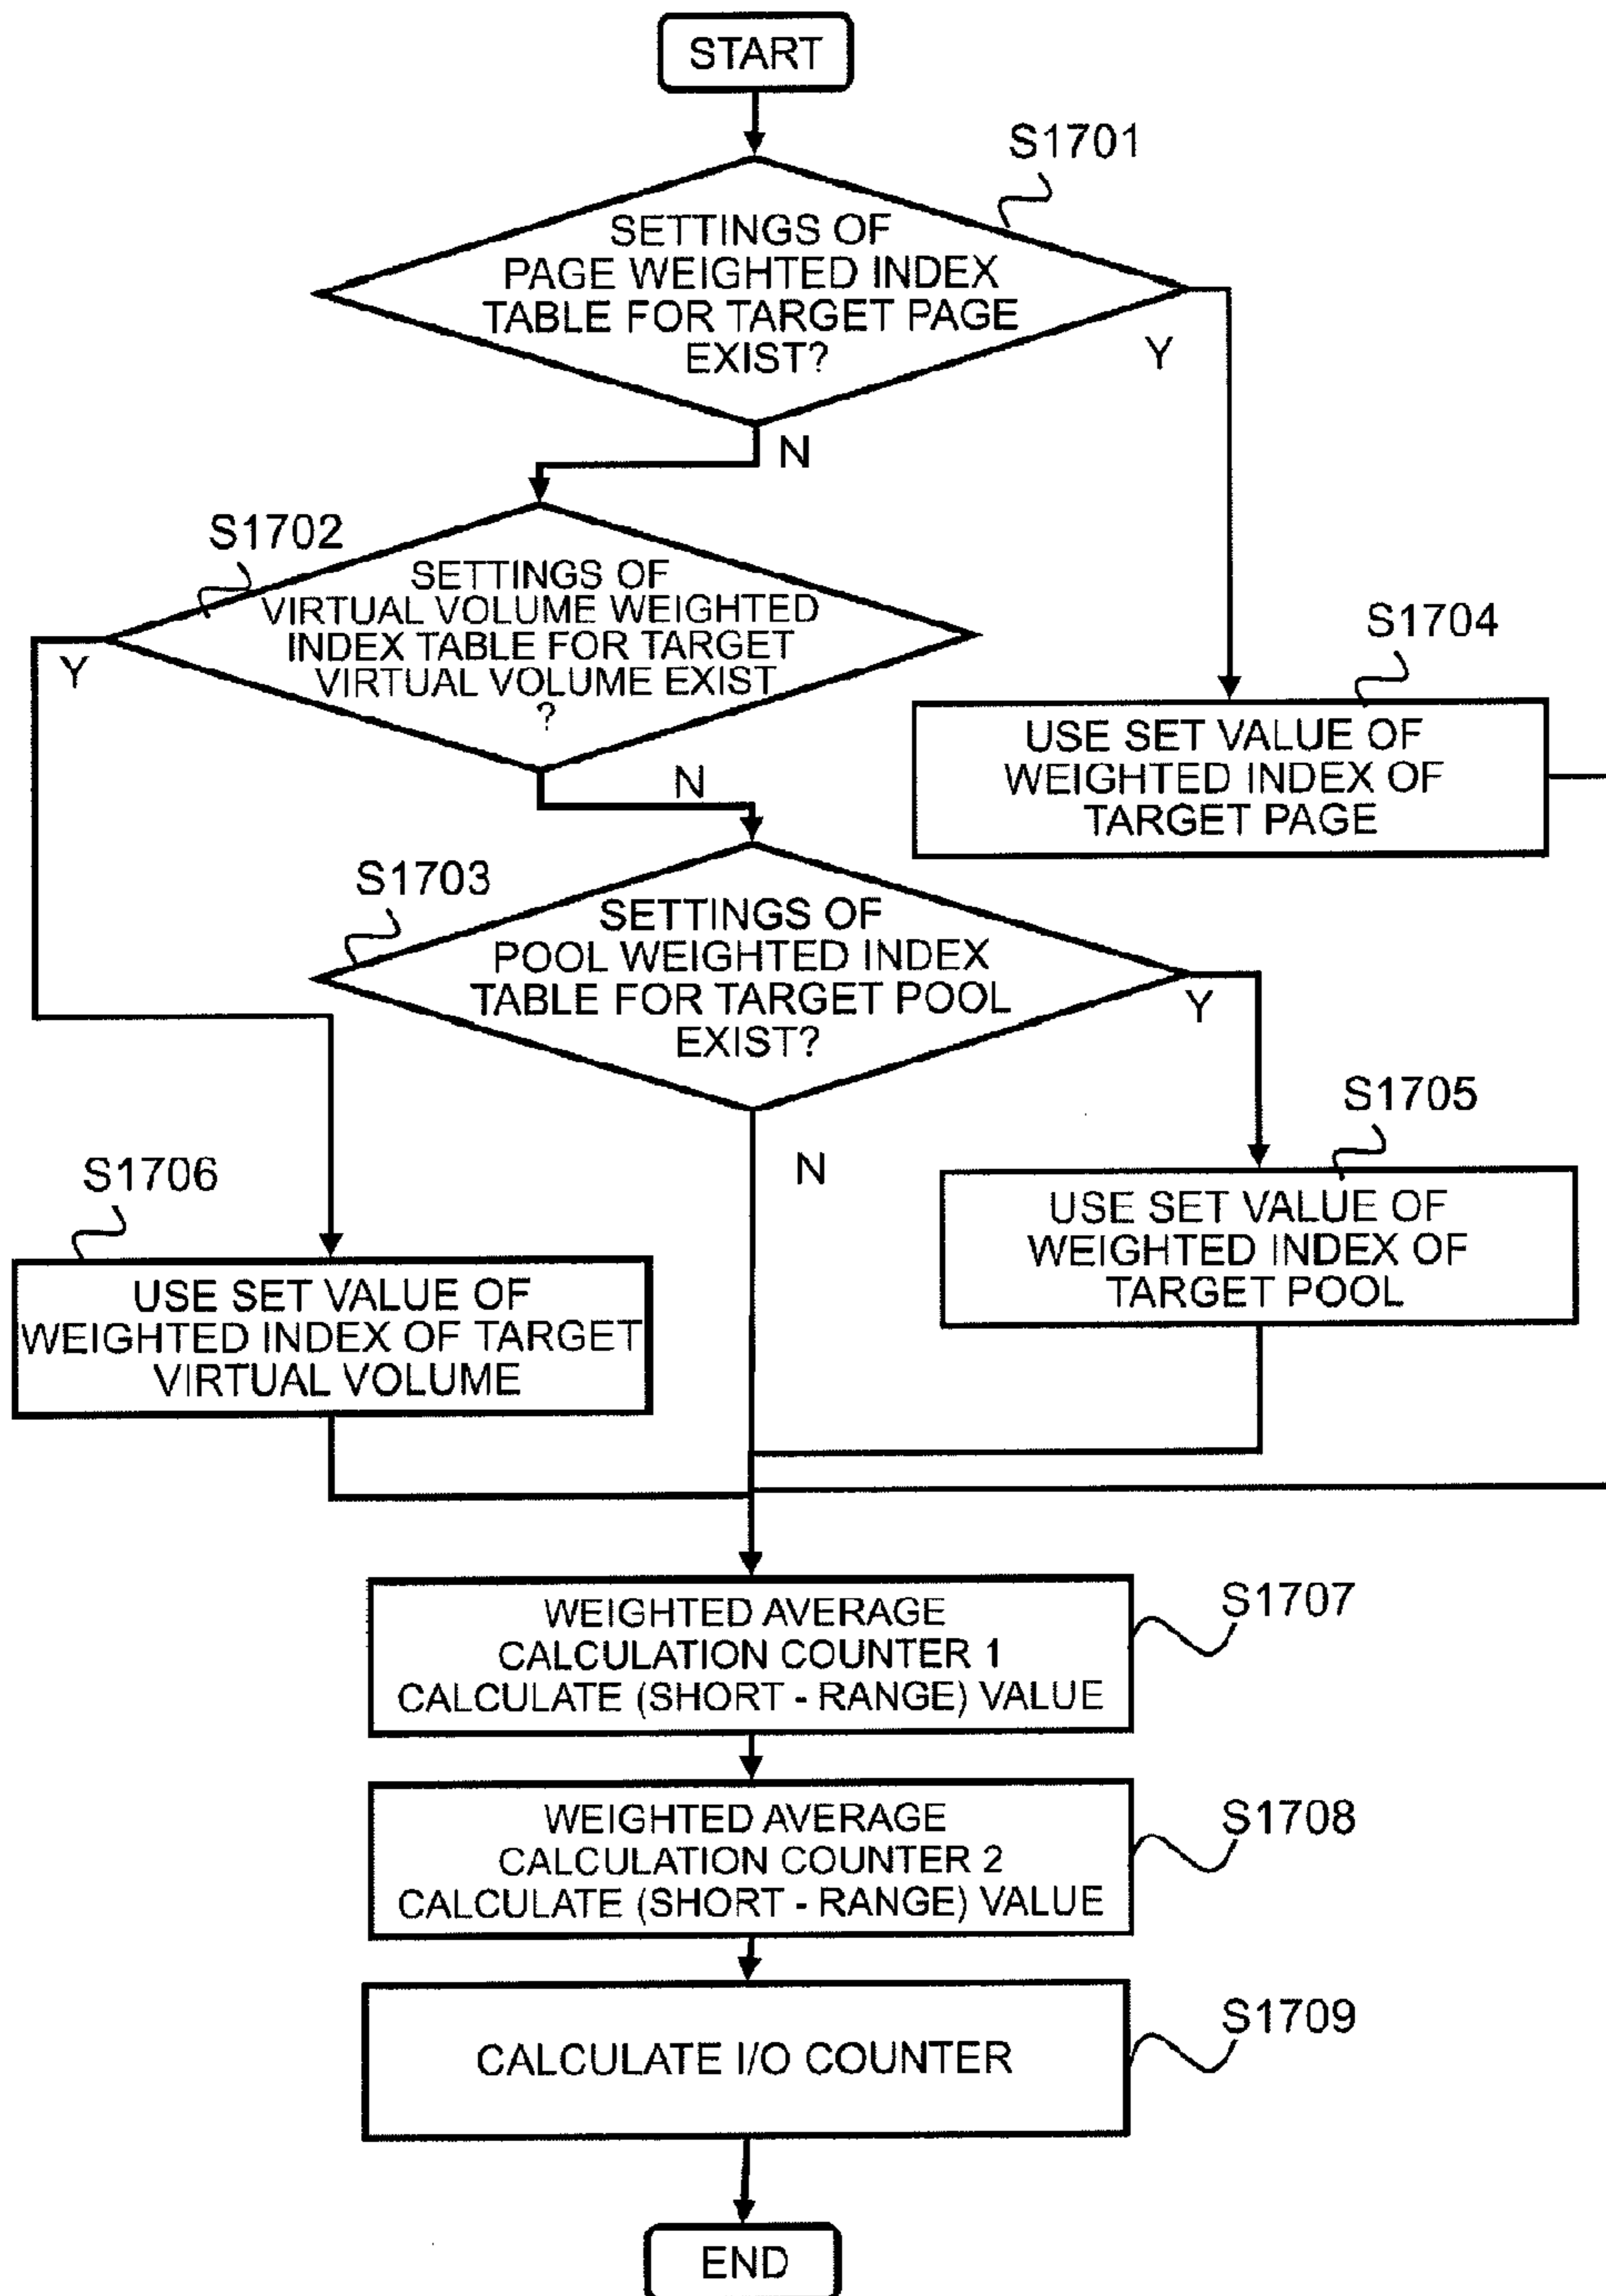 START
S1701
SETTINGS OF
PAGE WEIGHTED INDEX
TABLE FOR TARGET PAGE
EXIST?
Y
N
S1702
SETTINGS OF
VIRTUAL VOLUME WEIGHTED
INDEX TABLE FOR TARGET
VIRTUAL VOLUME EXIST
?
Y
N
S1704
USE SET VALUE OF
WEIGHTED INDEX OF
TARGET PAGE
S1703
SETTINGS OF
POOL WEIGHTED INDEX
TABLE FOR TARGET POOL
EXIST?
Y
N
S1705
USE SET VALUE OF
WEIGHTED INDEX OF
TARGET POOL
S1706
USE SET VALUE OF
WEIGHTED INDEX OF TARGET
VIRTUAL VOLUME
WEIGHTED AVERAGE
CALCULATION COUNTER 1
CALCULATE (SHORT - RANGE) VALUE
S1707
WEIGHTED AVERAGE
CALCULATION COUNTER 2
CALCULATE (SHORT - RANGE) VALUE
S1708
CALCULATE I/O COUNTER
S1709
END